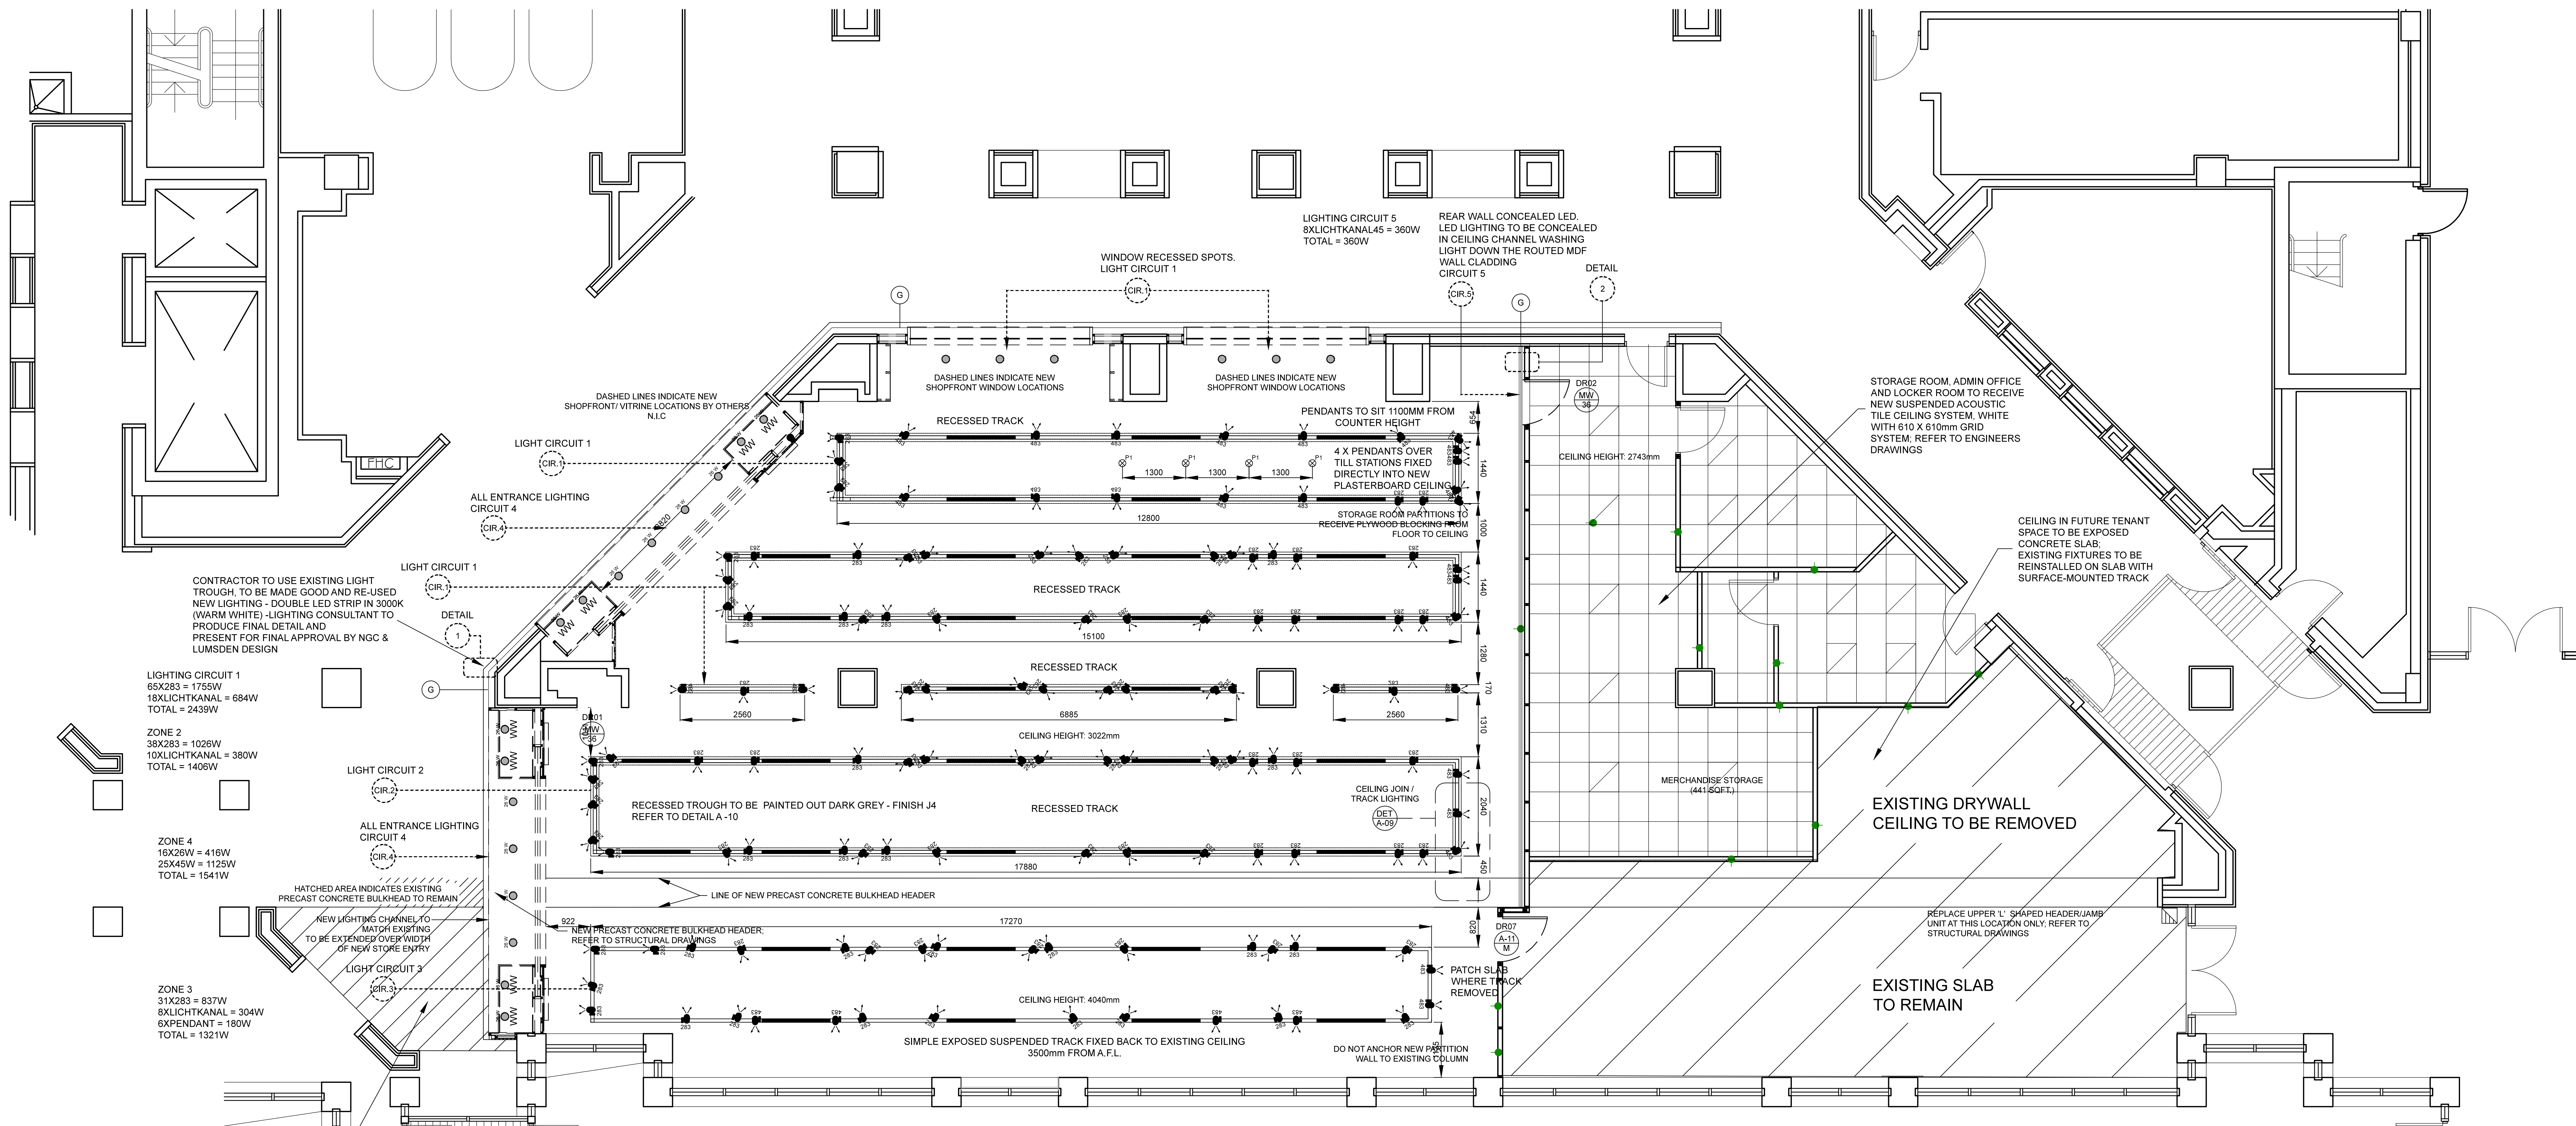 LIGHTING CIRCUIT 5
8XLICHTKANAL45 = 360W
TOTAL = 360W
REAR WALL CONCEALED LED.
LED LIGHTING TO BE CONCEALED
IN CEILING CHANNEL WASHING
LIGHT DOWN THE ROUTED MDF
WALL CLADDING
CIRCUIT 5
CIR.5
DETAIL
2
WINDOW RECESSED SPOTS.
LIGHT CIRCUIT 1
CIR.1
G
G
FHC
DASHED LINES INDICATE NEW
SHOPFRONT WINDOW LOCATIONS
DASHED LINES INDICATE NEW
SHOPFRONT WINDOW LOCATIONS
DASHED LINES INDICATE NEW
SHOPFRONT/ VITRINE LOCATIONS BY OTHERS
N.I.C
DR02
MW
36
STORAGE ROOM, ADMIN OFFICE
AND LOCKER ROOM TO RECEIVE
NEW SUSPENDED ACOUSTIC
TILE CEILING SYSTEM, WHITE
WITH 610 X 610mm GRID
SYSTEM; REFER TO ENGINEERS
DRAWINGS
RECESSED TRACK
PENDANTS TO SIT 1100MM FROM
COUNTER HEIGHT
654
LIGHT CIRCUIT 1
CIR.1
WW
WW
4 X PENDANTS OVER
TILL STATIONS FIXED
DIRECTLY INTO NEW
PLASTERBOARD CEILING
P1
P1
P1
P1
1300
1300
1300
1440
CEILING HEIGHT: 2743mm
ALL ENTRANCE LIGHTING
CIRCUIT 4
CIR.4
12800
STORAGE ROOM PARTITIONS TO
RECEIVE PLYWOOD BLOCKING FROM
FLOOR TO CEILING
1000
CEILING IN FUTURE TENANT
SPACE TO BE EXPOSED
CONCRETE SLAB;
EXISTING FIXTURES TO BE
REINSTALLED ON SLAB WITH
SURFACE-MOUNTED TRACK
LIGHT CIRCUIT 1
CIR.1
CONTRACTOR TO USE EXISTING LIGHT
TROUGH, TO BE MADE GOOD AND RE-USED
NEW LIGHTING - DOUBLE LED STRIP IN 3000K
(WARM WHITE) -LIGHTING CONSULTANT TO
PRODUCE FINAL DETAIL AND
PRESENT FOR FINAL APPROVAL BY NGC &
LUMSDEN DESIGN
DETAIL
1
WW
WW
RECESSED TRACK
1440
15100
1280
LIGHTING CIRCUIT 1
65X283 = 1755W
18XLICHTKANAL = 684W
TOTAL = 2439W
G
RECESSED TRACK
170
2560
6885
2560
1310
DR01
MW
36
WW
WW
CEILING HEIGHT: 3022mm
ZONE 2
38X283 = 1026W
10XLICHTKANAL = 380W
TOTAL = 1406W
LIGHT CIRCUIT 2
CIR.2
RECESSED TROUGH TO BE PAINTED OUT DARK GREY - FINISH J4
REFER TO DETAIL A -10
RECESSED TRACK
CEILING JOIN /
TRACK LIGHTING
DET
A-09
2040
MERCHANDISE STORAGE
(441 SQFT.)
EXISTING DRYWALL
CEILING TO BE REMOVED
ZONE 4
16X26W = 416W
25X45W = 1125W
TOTAL = 1541W
ALL ENTRANCE LIGHTING
CIRCUIT 4
CIR.4
17880
450
HATCHED AREA INDICATES EXISTING
PRECAST CONCRETE BULKHEAD TO REMAIN
LINE OF NEW PRECAST CONCRETE BULKHEAD HEADER
NEW LIGHTING CHANNEL TO
MATCH EXISTING
TO BE EXTENDED OVER WIDTH
OF NEW STORE ENTRY
922
17270
820
NEW PRECAST CONCRETE BULKHEAD HEADER;
REFER TO STRUCTURAL DRAWINGS
DR07
A-11
M
REPLACE UPPER 'L' SHAPED HEADER/JAMB
UNIT AT THIS LOCATION ONLY; REFER TO
STRUCTURAL DRAWINGS
LIGHT CIRCUIT 3
CIR.3
WW
WW
PATCH SLAB
WHERE TRACK
REMOVED
EXISTING SLAB
TO REMAIN
ZONE 3
31X283 = 837W
8XLICHTKANAL = 304W
6XPENDANT = 180W
TOTAL = 1321W
CEILING HEIGHT: 4040mm
SIMPLE EXPOSED SUSPENDED TRACK FIXED BACK TO EXISTING CEILING
3500mm FROM A.F.L.
DO NOT ANCHOR NEW PARTITION
WALL TO EXISTING COLUMN